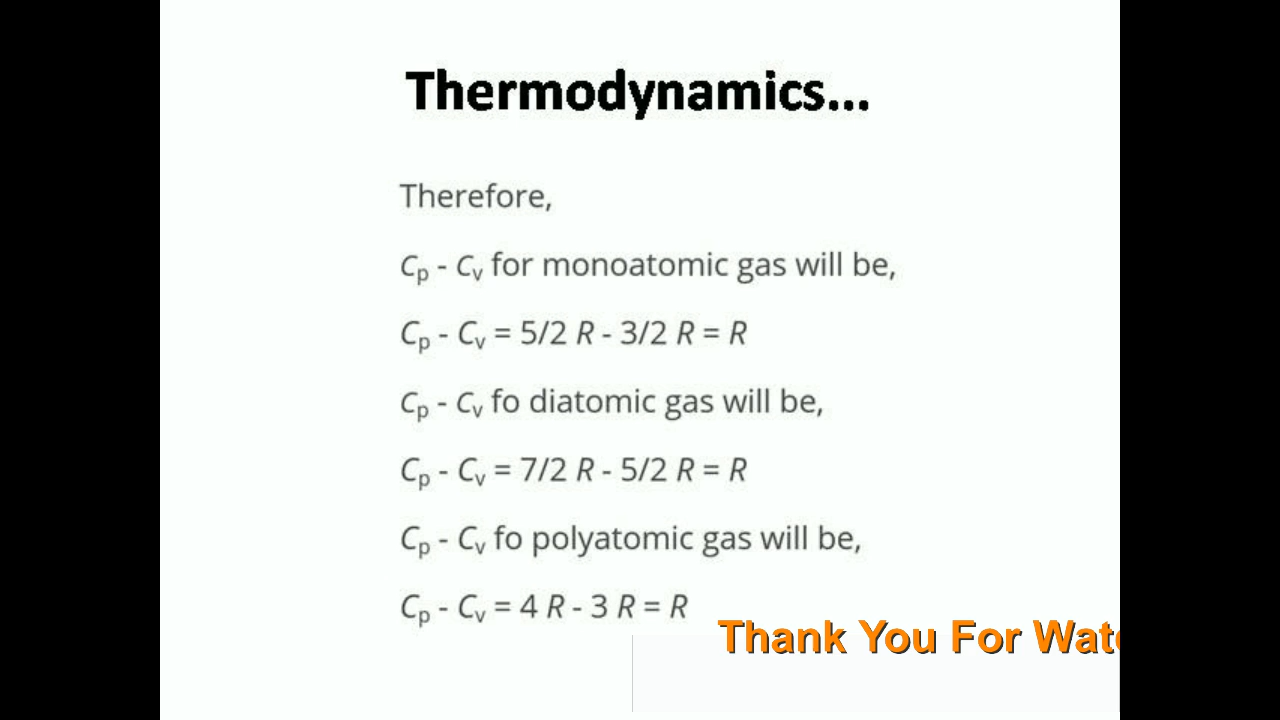 Thermodynamics...
Therefore,
Cp - Cv for monoatomic gas will be,
Cp - Cv = 5/2 R - 3/2 R = R
Cp - Cv fo diatomic gas will be,
Cp - Cv = 7/2 R - 5/2 R = R
Cp - Cv fo polyatomic gas will be,
Cp - Cv = 4 R - 3 R = R
Thank You For